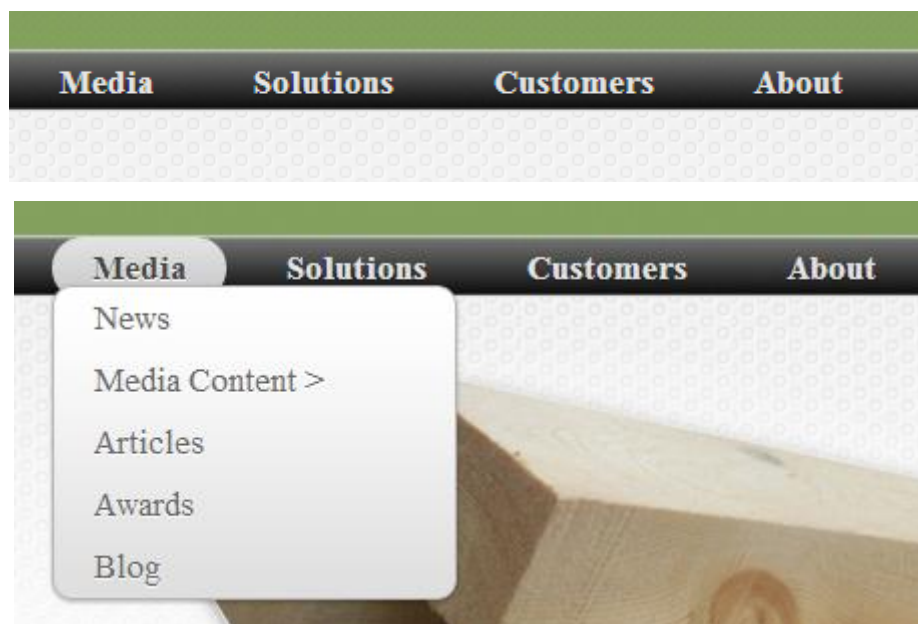 Media Solutions Customers About
Media Solutions Customers About
News
Media Content >
Articles
Awards
Blog